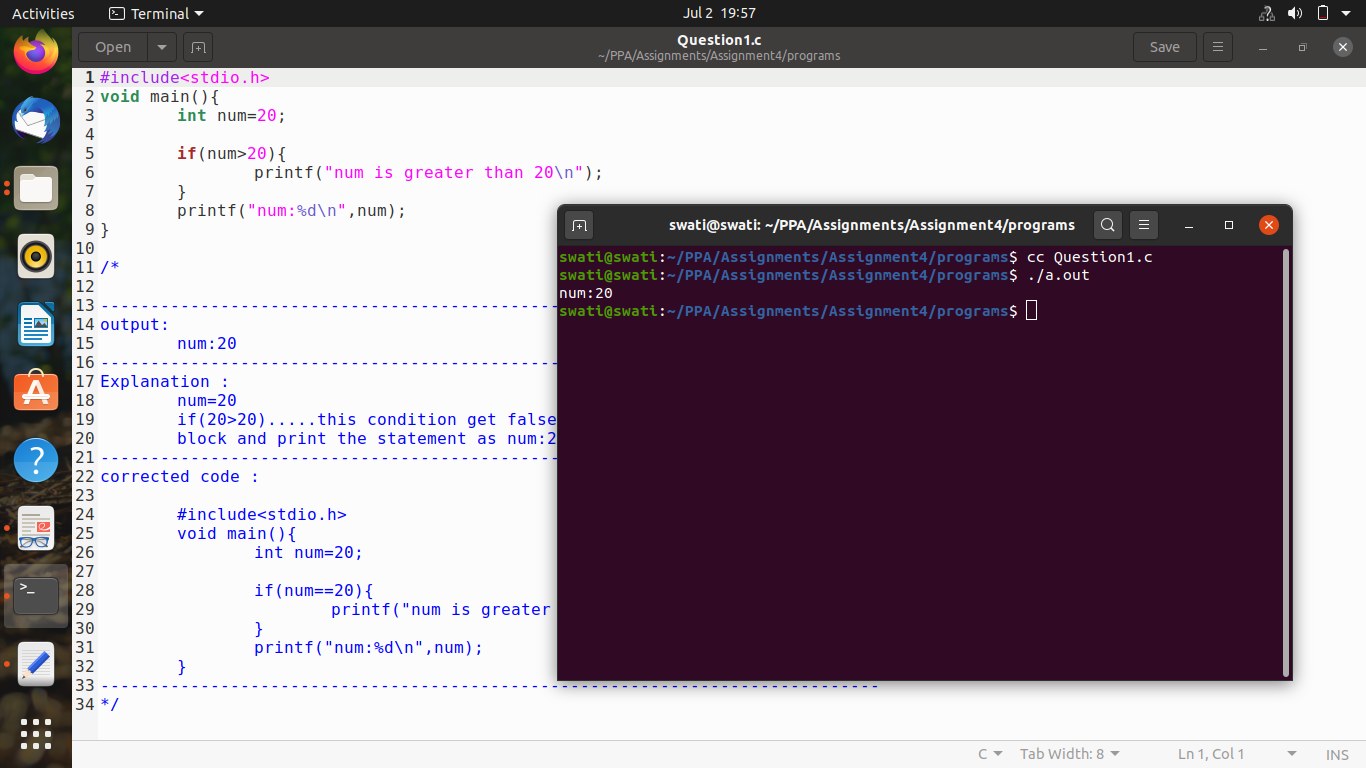 Activities Terminal Jul 2 19:57
Open Question1.c Save
~/PPA/Assignments/Assignment4/programs
1 #include<stdio.h>
2 void main(){
3 int num=20;
4
5 if(num>20){
6 printf("num is greater than 20\n");
7 }
8 printf("num:%d\n",num);
9 }
10
11 /*
12
13 ----------------------------------------------
14 output:
15 num:20
16 ----------------------------------------------
17 Explanation :
18 num=20
19 if(20>20).....this condition get false
20 block and print the statement as num:2
21 ----------------------------------------------
22 corrected code :
23
24 #include<stdio.h>
25 void main(){
26 int num=20;
27
28 if(num==20){
29 printf("num is greater
30 }
31 printf("num:%d\n",num);
32 }
33 ------------------------------------------------------------------------------
34 */
swati@swati: ~/PPA/Assignments/Assignment4/programs
swati@swati:~/PPA/Assignments/Assignment4/programs$ cc Question1.c
swati@swati:~/PPA/Assignments/Assignment4/programs$ ./a.out
num:20
swati@swati:~/PPA/Assignments/Assignment4/programs$
C Tab Width: 8 Ln 1, Col 1 INS